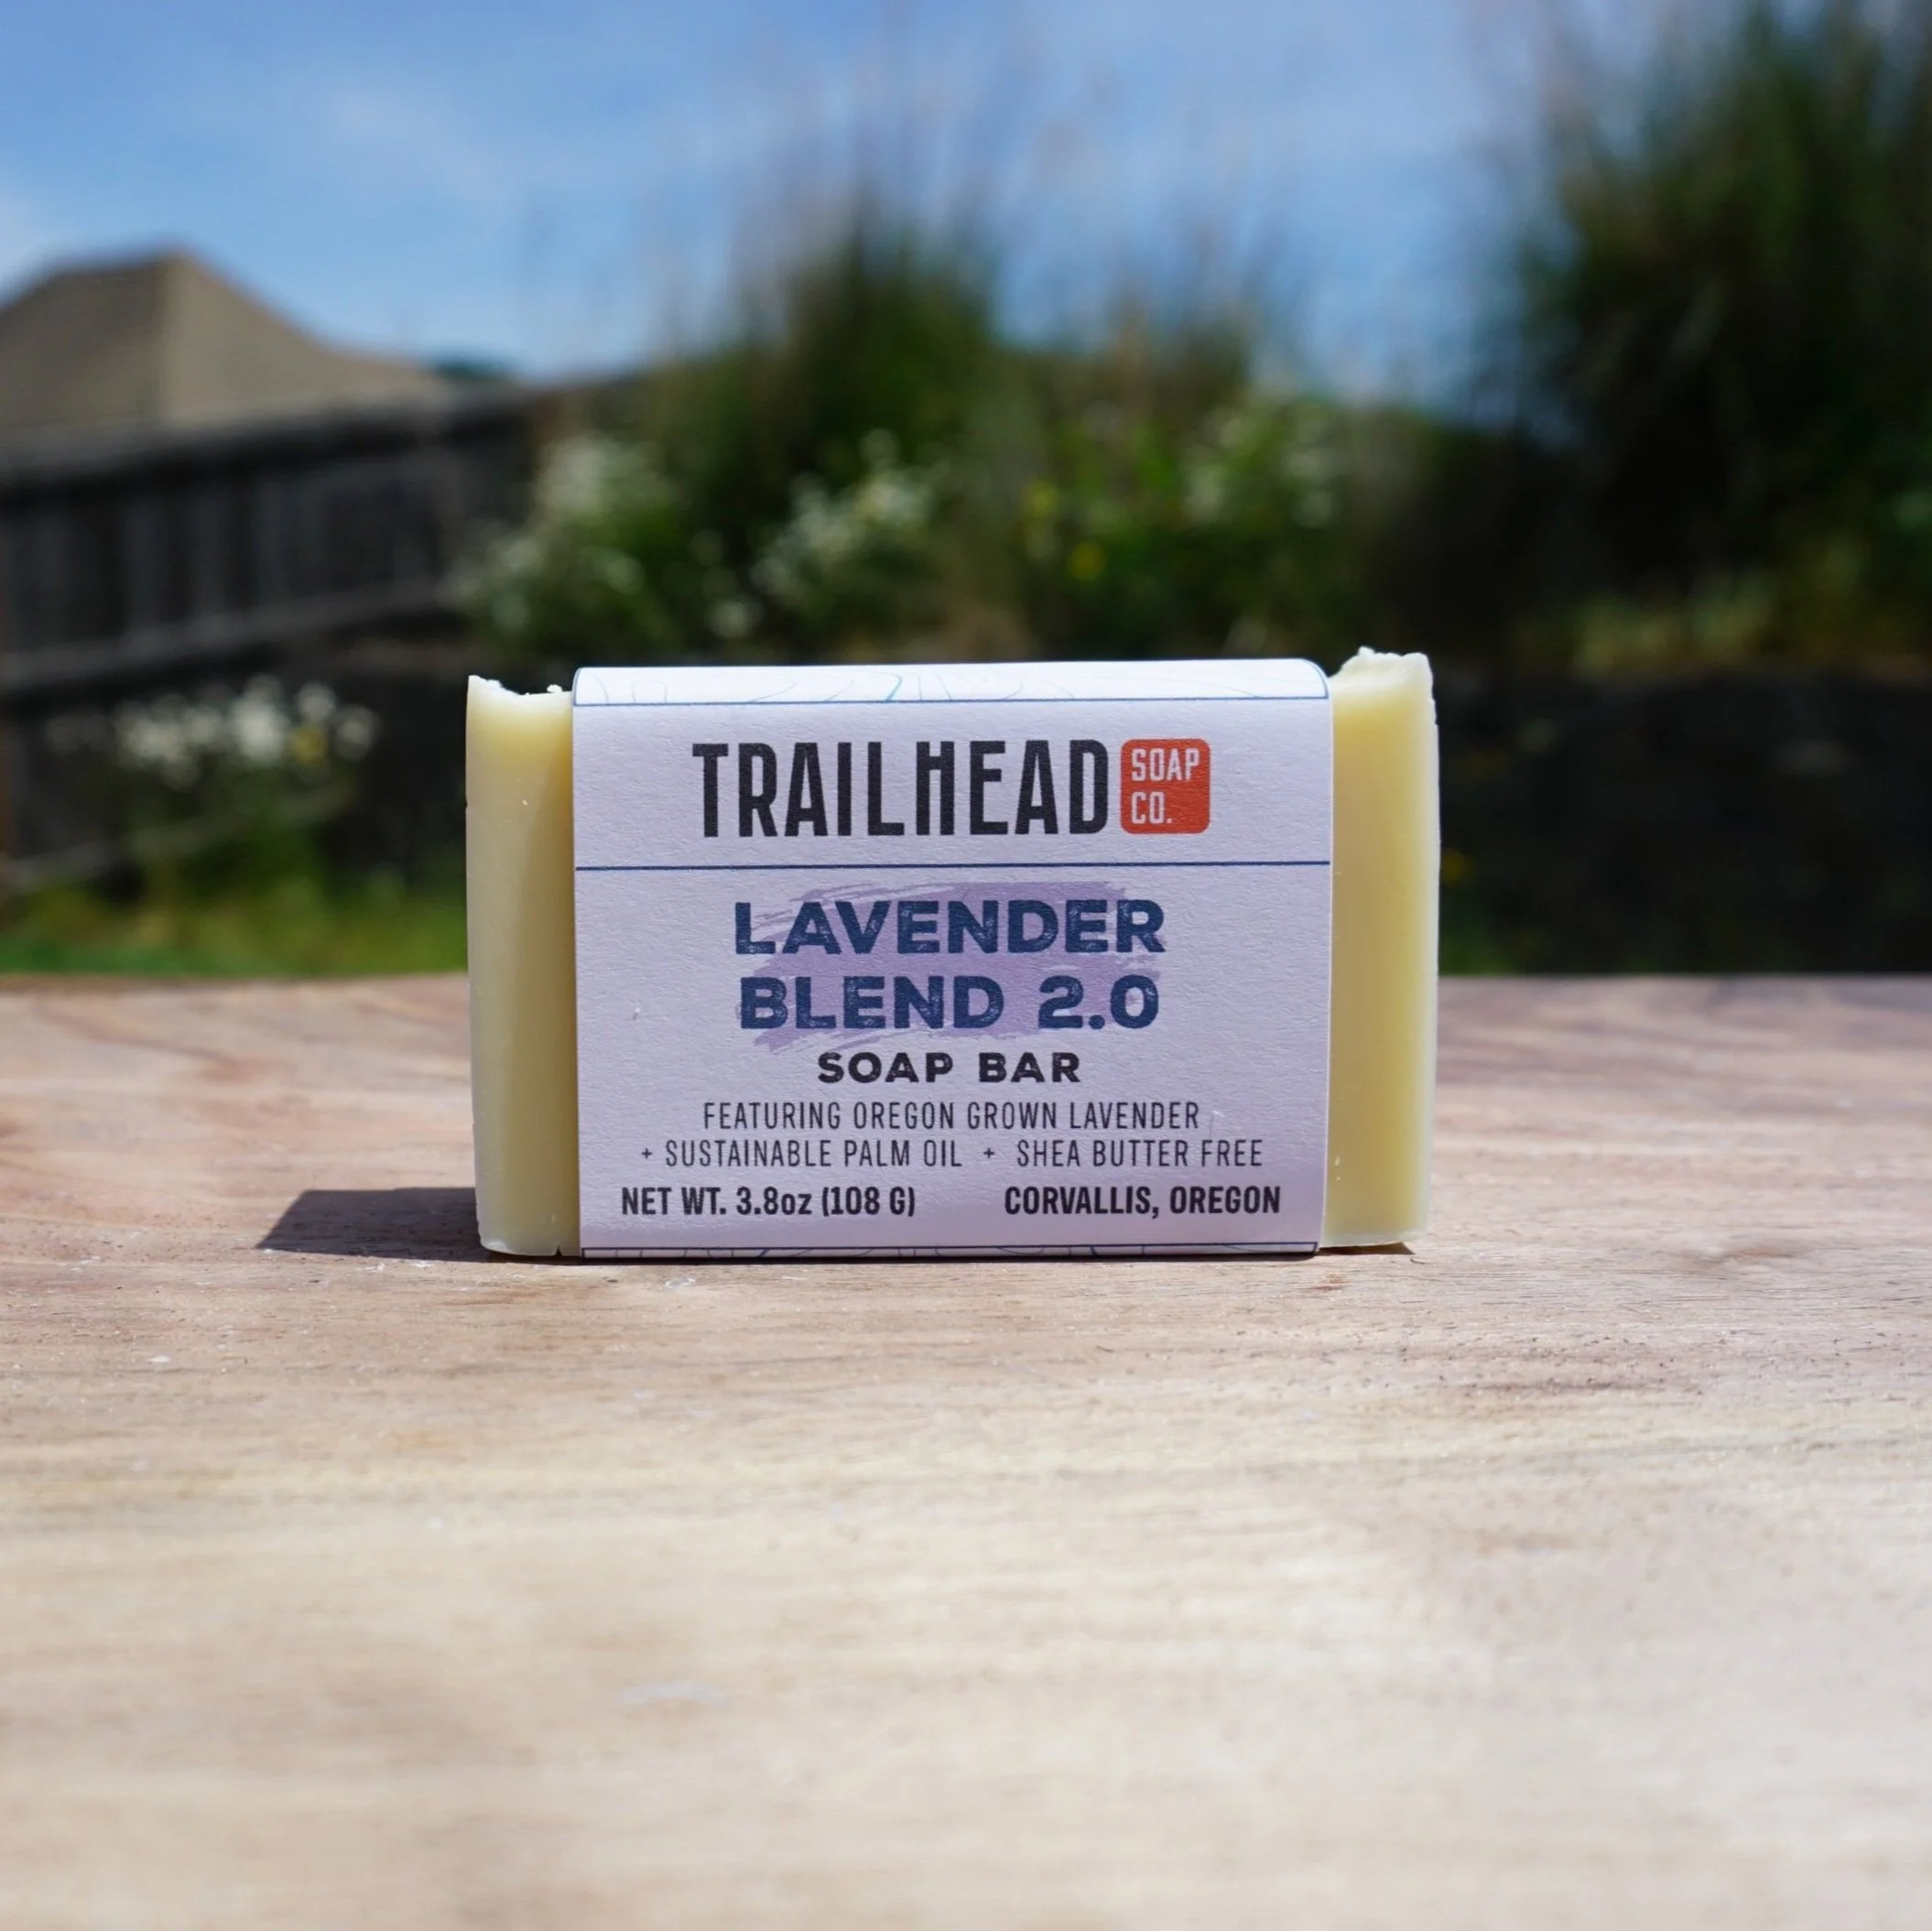 TRAILHEAD SOAP CO.
LAVENDER
BLEND 2.0
SOAP BAR
FEATURING OREGON GROWN LAVENDER
+ SUSTAINABLE PALM OIL + SHEA BUTTER FREE
NET WT. 3.8oz (108 G) CORVALLIS, OREGON